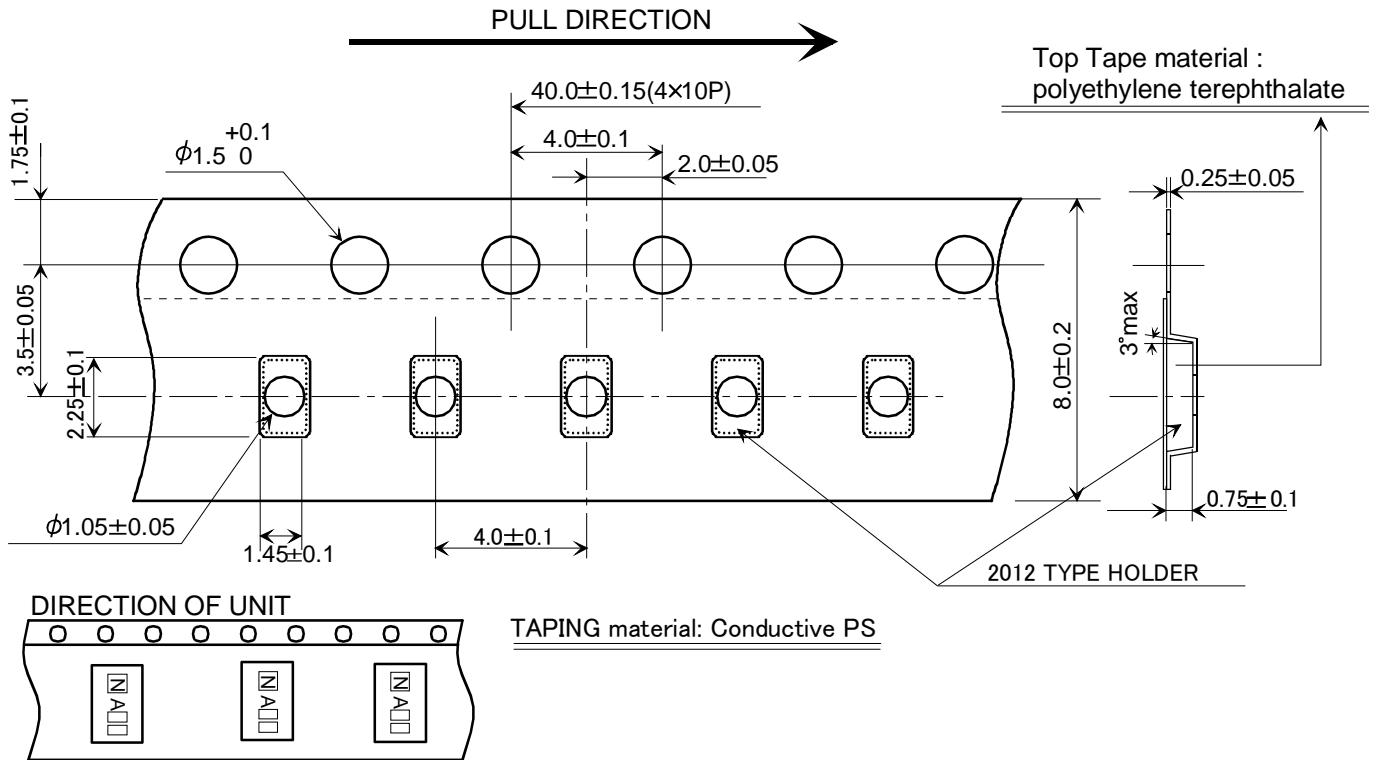 PULL DIRECTION
Top Tape material :
polyethylene terephthalate
40.0±0.15(4×10P)
1.75±0.1
+0.1
ϕ1.5 0
4.0±0.1
2.0±0.05
0.25±0.05
3.5±0.05
2.25±0.1
8.0±0.2
3°max
ϕ1.05±0.05
1.45±0.1
4.0±0.1
0.75±0.1
2012 TYPE HOLDER
DIRECTION OF UNIT
TAPING material: Conductive PS
NA□□
NA□□
NA□□